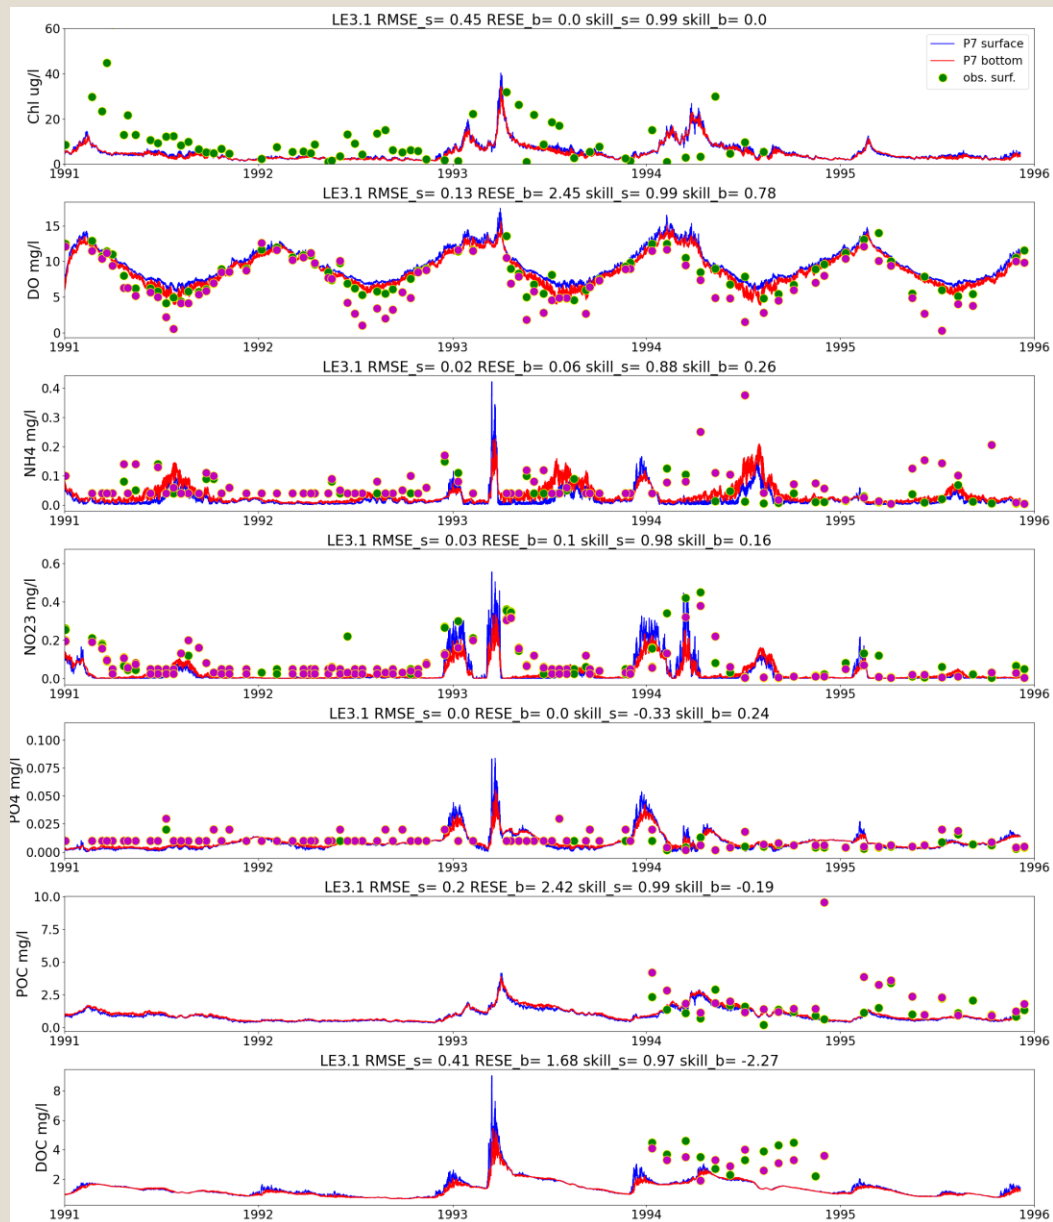 LE3.1 RMSE_s= 0.45 RESE_b= 0.0 skill_s= 0.99 skill_b= 0.0
Chl ug/l
60
40
20
0
P7 surface
P7 bottom
obs. surf.
1991 1992 1993 1994 1995 1996
LE3.1 RMSE_s= 0.13 RESE_b= 2.45 skill_s= 0.99 skill_b= 0.78
DO mg/l
15
10
5
0
1991 1992 1993 1994 1995 1996
LE3.1 RMSE_s= 0.02 RESE_b= 0.06 skill_s= 0.88 skill_b= 0.26
NH4 mg/l
0.4
0.3
0.2
0.1
0.0
1991 1992 1993 1994 1995 1996
LE3.1 RMSE_s= 0.03 RESE_b= 0.1 skill_s= 0.98 skill_b= 0.16
NO23 mg/l
0.6
0.4
0.2
0.0
1991 1992 1993 1994 1995 1996
LE3.1 RMSE_s= 0.0 RESE_b= 0.0 skill_s= -0.33 skill_b= 0.24
PO4 mg/l
0.100
0.075
0.050
0.025
0.000
1991 1992 1993 1994 1995 1996
LE3.1 RMSE_s= 0.2 RESE_b= 2.42 skill_s= 0.99 skill_b= -0.19
POC mg/l
10.0
7.5
5.0
2.5
0.0
1991 1992 1993 1994 1995 1996
LE3.1 RMSE_s= 0.41 RESE_b= 1.68 skill_s= 0.97 skill_b= -2.27
DOC mg/l
8
6
4
2
1991 1992 1993 1994 1995 1996